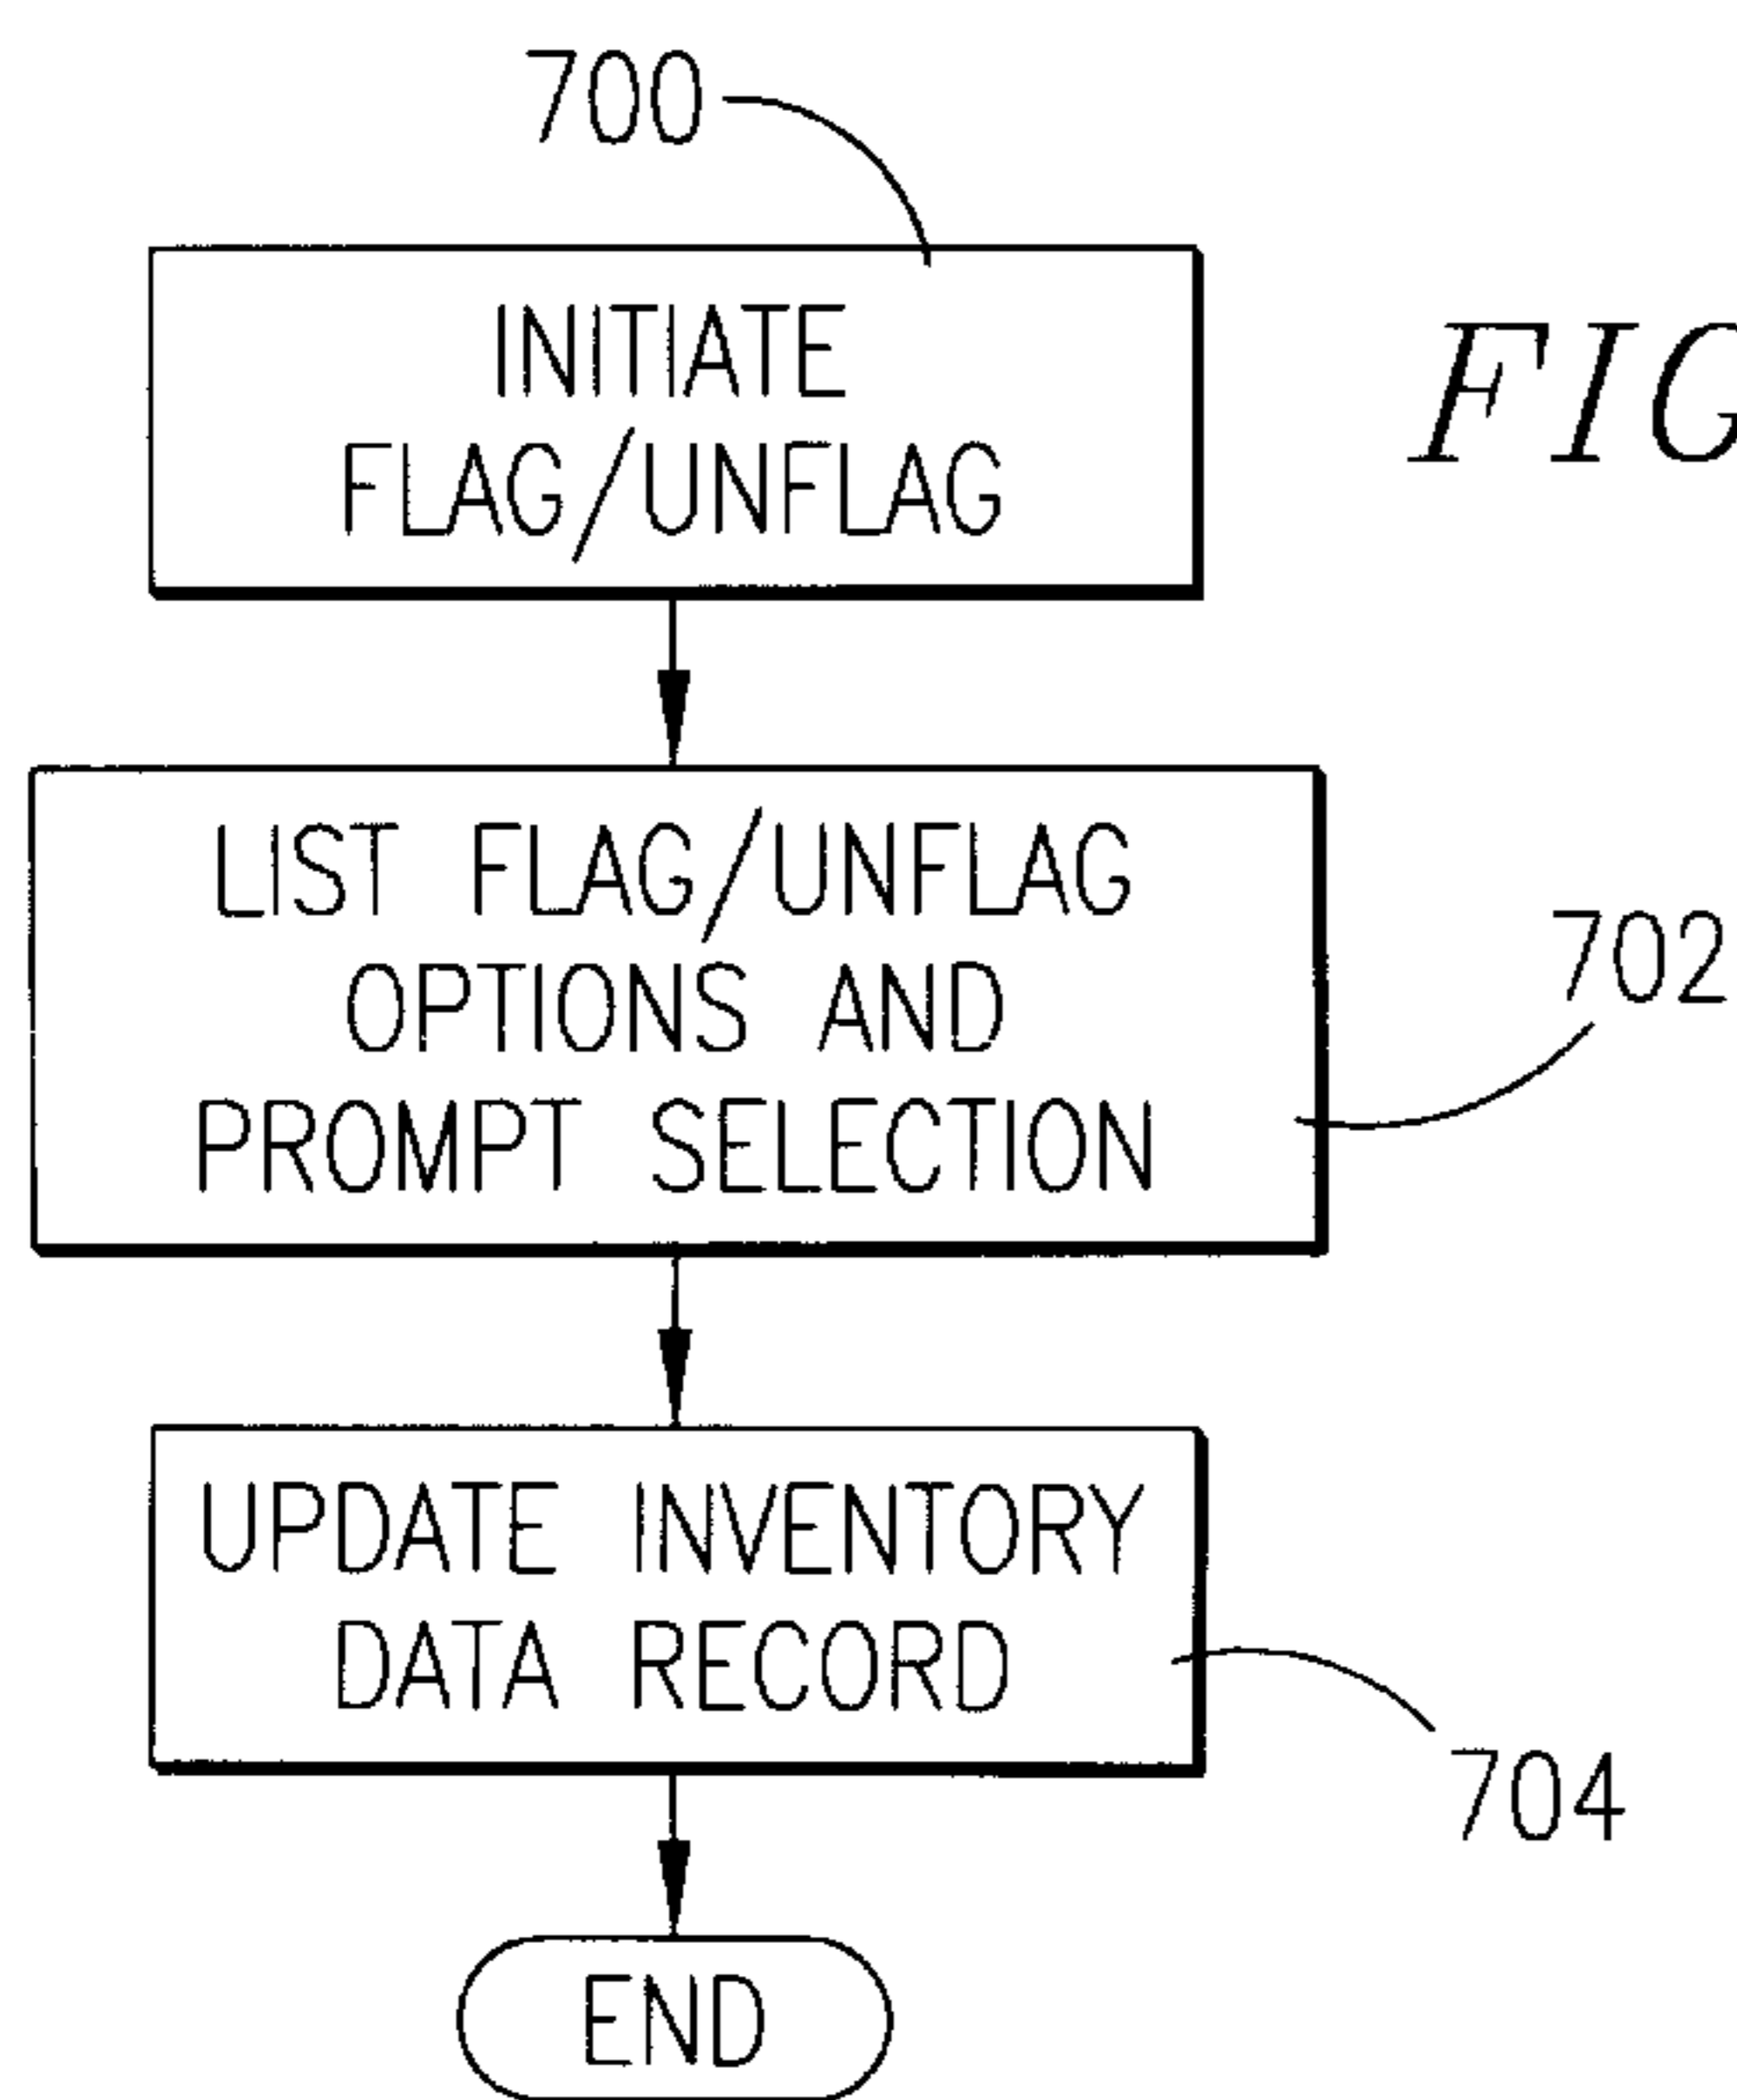 700
INITIATE
FLAG/UNFLAG
FIG
LIST FLAG/UNFLAG
OPTIONS AND
PROMPT SELECTION
702
UPDATE INVENTORY
DATA RECORD
704
END